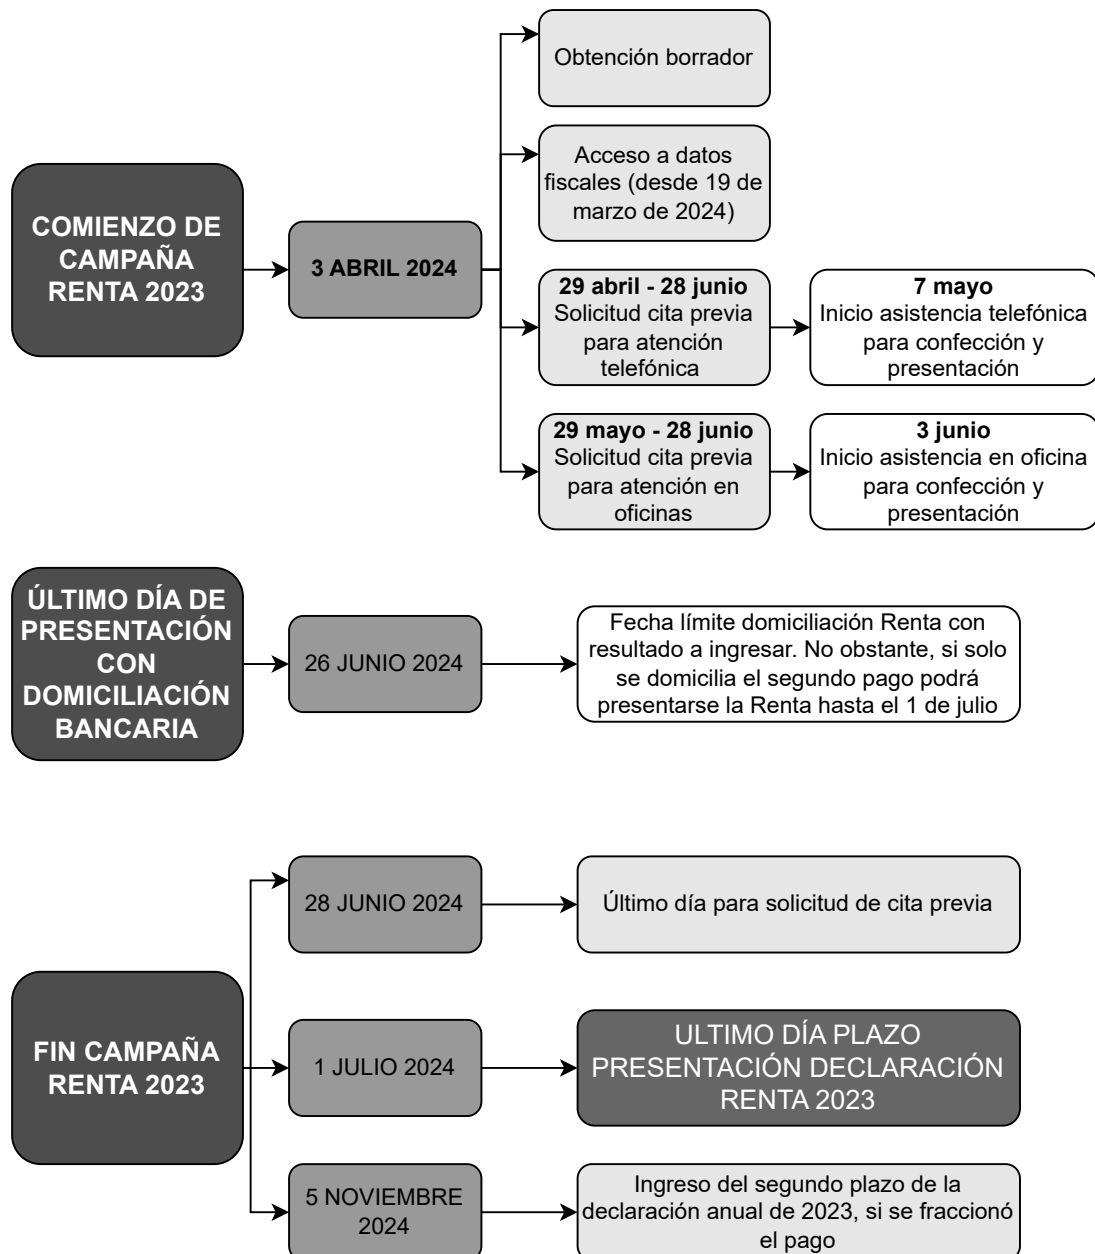 Obtención borrador
Acceso a datos
fiscales (desde 19 de
marzo de 2024)
COMIENZO DE
CAMPAÑA
RENTA 2023
3 ABRIL 2024
29 abril - 28 junio
Solicitud cita previa
para atención
telefónica
7 mayo
Inicio asistencia telefónica
para confección y
presentación
29 mayo - 28 junio
Solicitud cita previa
para atención en
oficinas
3 junio
Inicio asistencia en oficina
para confección y
presentación
ÚLTIMO DÍA DE
PRESENTACIÓN
CON
DOMICILIACIÓN
BANCARIA
26 JUNIO 2024
Fecha límite domiciliación Renta con
resultado a ingresar. No obstante, si solo
se domicilia el segundo pago podrá
presentarse la Renta hasta el 1 de julio
28 JUNIO 2024
Último día para solicitud de cita previa
FIN CAMPAÑA
RENTA 2023
1 JULIO 2024
ULTIMO DÍA PLAZO
PRESENTACIÓN DECLARACIÓN
RENTA 2023
5 NOVIEMBRE
2024
Ingreso del segundo plazo de la
declaración anual de 2023, si se fraccionó
el pago